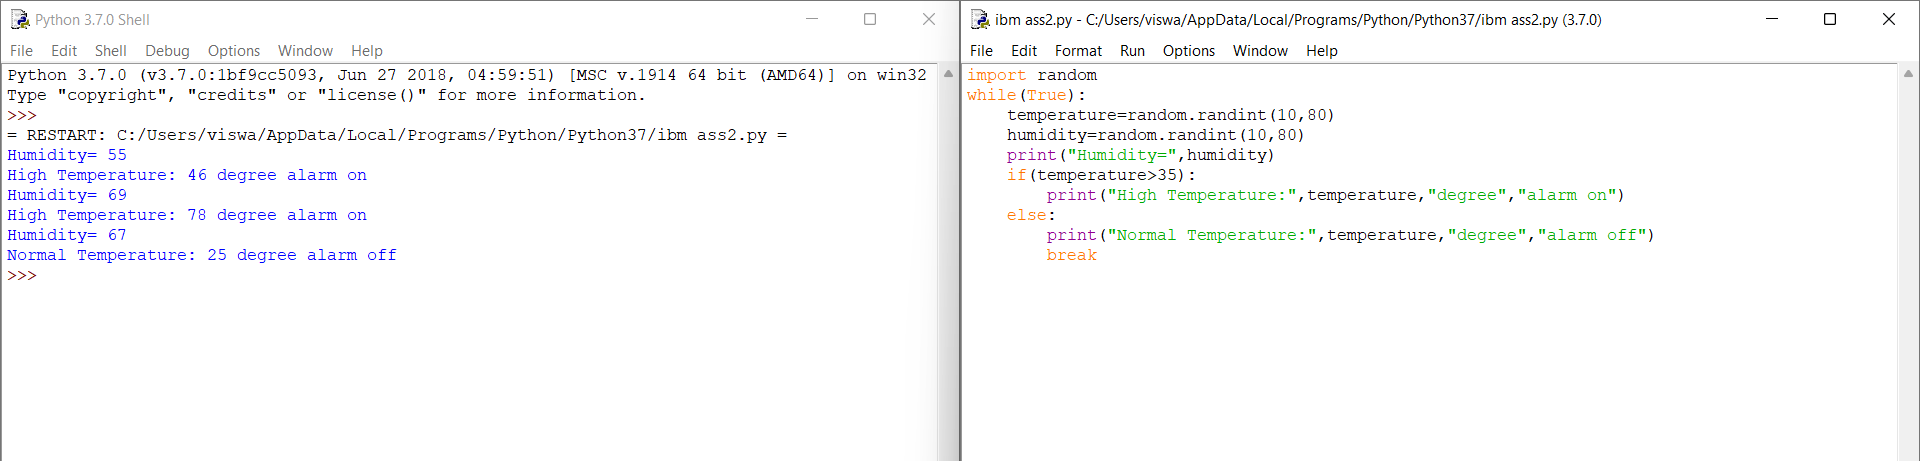 Python 3.7.0 Shell
File Edit Shell Debug Options Window Help
Python 3.7.0 (v3.7.0:1bf9cc5093, Jun 27 2018, 04:59:51) [MSC v.1914 64 bit (AMD64)] on win32
Type "copyright", "credits" or "license()" for more information.
>>>
= RESTART: C:/Users/viswa/AppData/Local/Programs/Python/Python37/ibm ass2.py =
Humidity= 55
High Temperature: 46 degree alarm on
Humidity= 69
High Temperature: 78 degree alarm on
Humidity= 67
Normal Temperature: 25 degree alarm off
>>>
ibm ass2.py - C:/Users/viswa/AppData/Local/Programs/Python/Python37/ibm ass2.py (3.7.0)
File Edit Format Run Options Window Help
import random
while(True):
    temperature=random.randint(10,80)
    humidity=random.randint(10,80)
    print("Humidity=",humidity)
    if(temperature>35):
        print("High Temperature:",temperature,"degree","alarm on")
    else:
        print("Normal Temperature:",temperature,"degree","alarm off")
        break